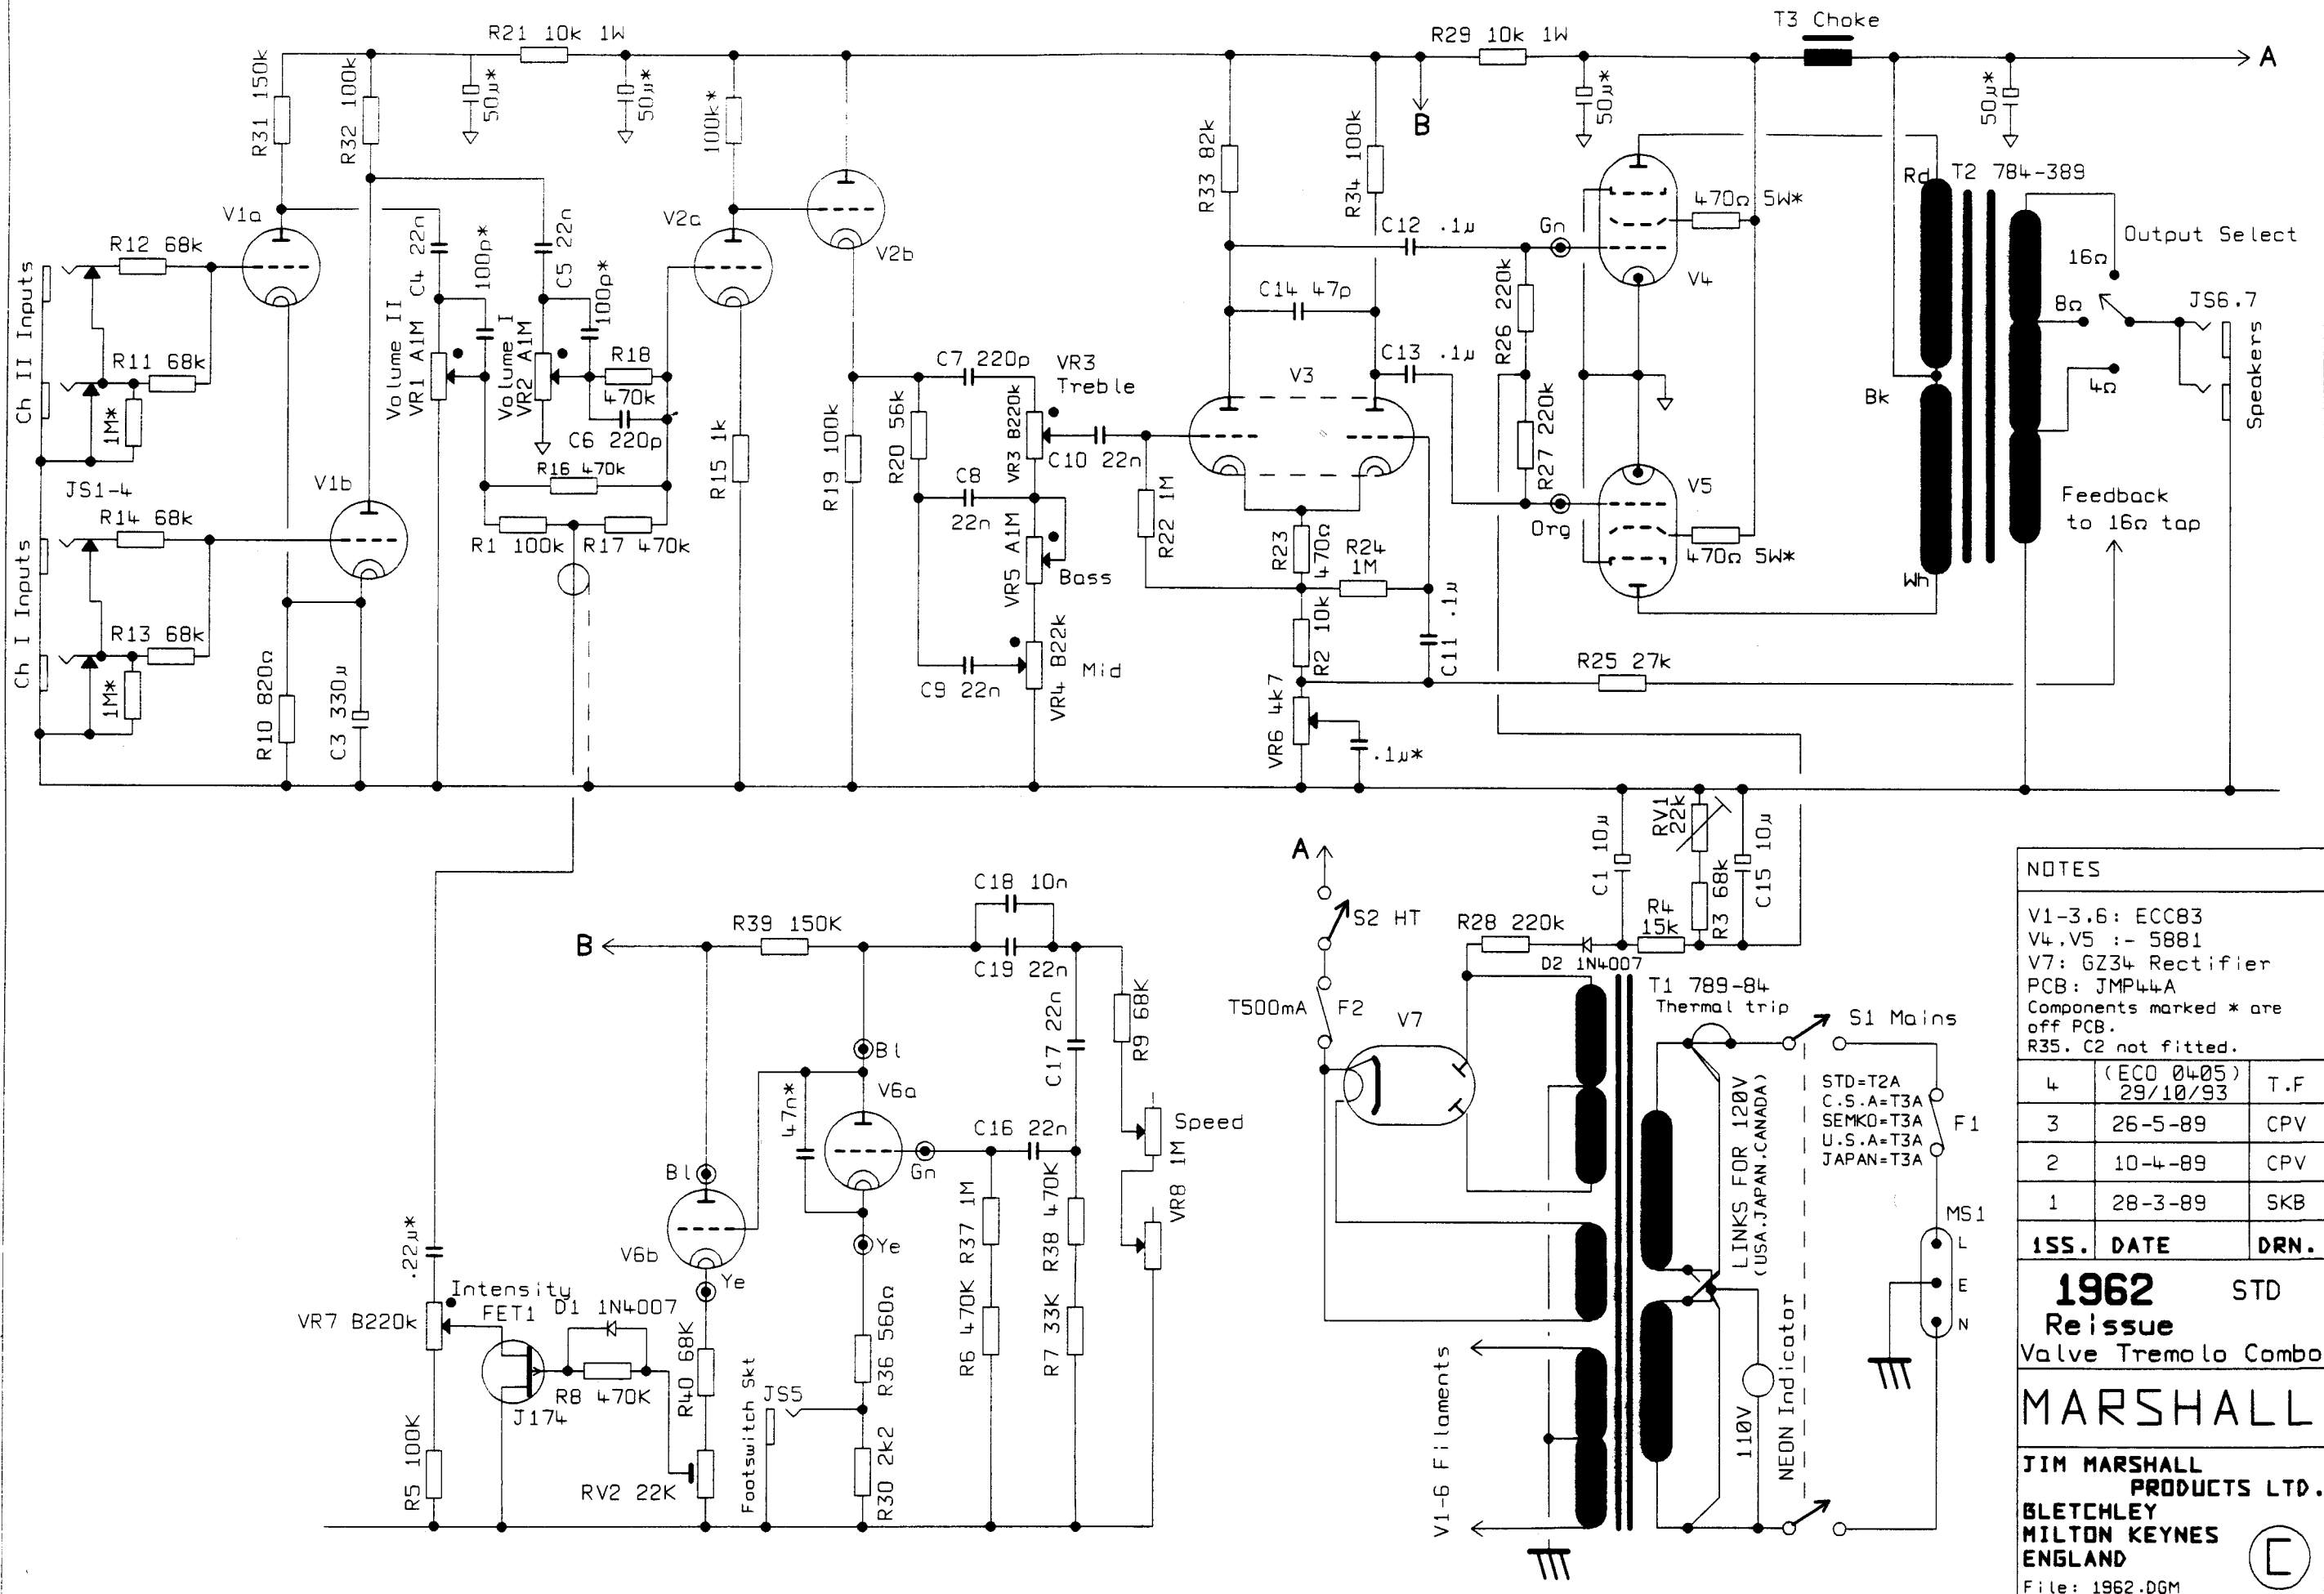 R21 10k 1W
R29 10k 1W
T3 Choke
A
B
R31 150k
R32 100k
50µ*
50µ*
100k*
R33 82k
R34 100k
50µ*
50µ*
Ch II Inputs
R12 68k
R11 68k
1M*
JS1-4
V1a
C4 22n
100p*
Volume II
VR1 A1M
C5 22n
100p*
Volume I
VR2 A1M
R18
470k
C6 220p
R16 470k
R1 100k
R17 470k
V2a
V2b
R15 1k
R19 100k
C7 220p
R20 56k
VR3
Treble
VR3 B220k
C10 22n
C8
22n
VR5 A1M
Bass
C9 22n
VR4 B22k
Mid
R22 1M
V3
C14 47p
C12 .1µ
C13 .1µ
R23
470Ω
R24
1M
R2 10k
C11 .1µ
VR6 4k7
.1µ*
R25 27k
R26 220k
R27 220k
Gn
Org
V4
V5
470Ω 5W*
470Ω 5W*
Rd
Bk
Wh
T2 784-389
Output Select
16Ω
8Ω
4Ω
JS6.7
Speakers
Feedback
to 16Ω tap
Ch I Inputs
R14 68k
R13 68k
1M*
V1b
R10 820Ω
C3 330µ
B
R39 150K
C18 10n
C19 22n
C17 22n
R9 68K
Speed
VR8 1M
Bl
V6a
47n*
Gn
C16 22n
Ye
Bl
V6b
Ye
R37 1M
R38 470K
R6 470K
R7 33K
R36 560Ω
R30 2k2
JS5
Footswitch Skt
R40 68K
RV2 22K
.22µ*
Intensity
VR7 B220k
FET1
D1 1N4007
R8 470K
J174
R5 100K
A
S2 HT
T500mA
F2
V7
R28 220k
D2 1N4007
C1 10µ
RV1
22k
R4
15k
R3 68k
C15 10µ
T1 789-84
Thermal trip
S1 Mains
STD=T2A
C.S.A=T3A
SEMKO=T3A
U.S.A=T3A
JAPAN=T3A
F1
LINKS FOR 120V
(USA.JAPAN.CANADA)
MS1
L
E
N
110V
NEON Indicator
V1-6 Filaments
NOTES
V1-3.6: ECC83
V4.V5 :- 5881
V7: GZ34 Rectifier
PCB: JMP44A
Components marked * are
off PCB.
R35. C2 not fitted.
4 (ECO 0405) 29/10/93 T.F
3 26-5-89 CPV
2 10-4-89 CPV
1 28-3-89 SKB
ISS. DATE DRN.
1962 STD
Reissue
Valve Tremolo Combo
MARSHALL
JIM MARSHALL
PRODUCTS LTD.
BLETCHLEY
MILTON KEYNES
ENGLAND
C
File: 1962.DGM